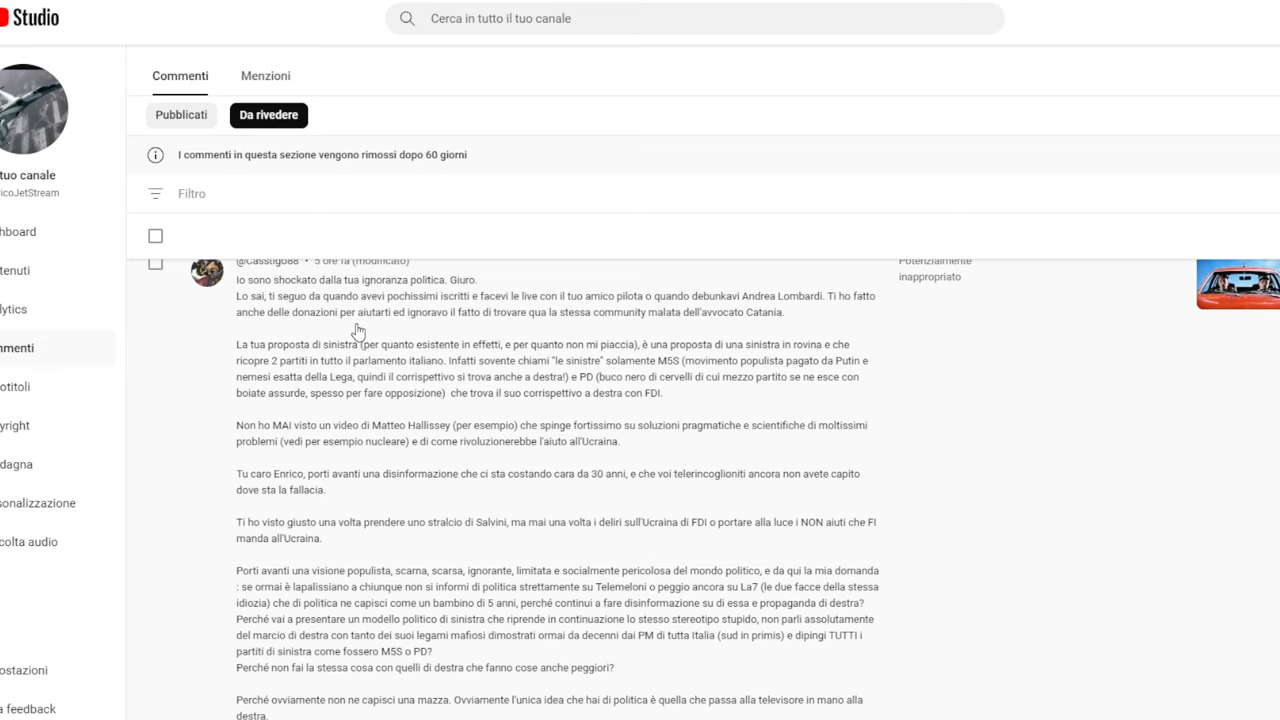 Studio
Cerca in tutto il tuo canale
Commenti
Menzioni
Pubblicati
Da rivedere
I commenti in questa sezione vengono rimossi dopo 60 giorni
Filtro
tuo canale
icoJetStream
hboard
tenuti
lytics
mmenti
otitoli
yright
dagna
sonalizzazione
colta audio
ostazioni
a feedback
@Casstigo88 • 5 ore fa (modificato)
Io sono shockato dalla tua ignoranza politica. Giuro.
Lo sai, ti seguo da quando avevi pochissimi iscritti e facevi le live con il tuo amico pilota o quando debunkavi Andrea Lombardi. Ti ho fatto
anche delle donazioni per aiutarti ed ignoravo il fatto di trovare qua la stessa community malata dell'avvocato Catania.
La tua proposta di sinistra (per quanto esistente in effetti, e per quanto non mi piaccia), è una proposta di una sinistra in rovina e che
ricopre 2 partiti in tutto il parlamento italiano. Infatti sovente chiami "le sinistre" solamente M5S (movimento populista pagato da Putin e
nemesi esatta della Lega, quindi il corrispettivo si trova anche a destra!) e PD (buco nero di cervelli di cui mezzo partito se ne esce con
boiate assurde, spesso per fare opposizione) che trova il suo corrispettivo a destra con FDI.
Non ho MAI visto un video di Matteo Hallissey (per esempio) che spinge fortissimo su soluzioni pragmatiche e scientifiche di moltissimi
problemi (vedi per esempio nucleare) e di come rivoluzionerebbe l'aiuto all'Ucraina.
Tu caro Enrico, porti avanti una disinformazione che ci sta costando cara da 30 anni, e che voi telerincoglioniti ancora non avete capito
dove sta la fallacia.
Ti ho visto giusto una volta prendere uno stralcio di Salvini, ma mai una volta i deliri sull'Ucraina di FDI o portare alla luce i NON aiuti che FI
manda all'Ucraina.
Porti avanti una visione populista, scarna, scarsa, ignorante, limitata e socialmente pericolosa del mondo politico, e da qui la mia domanda
: se ormai è lapalissiano a chiunque non si informi di politica strettamente su Telemeloni o peggio ancora su La7 (le due facce della stessa
idiozia) che di politica ne capisci come un bambino di 5 anni, perché continui a fare disinformazione su di essa e propaganda di destra?
Perché vai a presentare un modello politico di sinistra che riprende in continuazione lo stesso stereotipo stupido, non parli assolutamente
del marcio di destra con tanto dei suoi legami mafiosi dimostrati ormai da decenni dai PM di tutta Italia (sud in primis) e dipingi TUTTI i
partiti di sinistra come fossero M5S o PD?
Perché non fai la stessa cosa con quelli di destra che fanno cose anche peggiori?
Perché ovviamente non ne capisci una mazza. Ovviamente l'unica idea che hai di politica è quella che passa alla televisore in mano alla
destra.
Potenzialmente
inappropriato